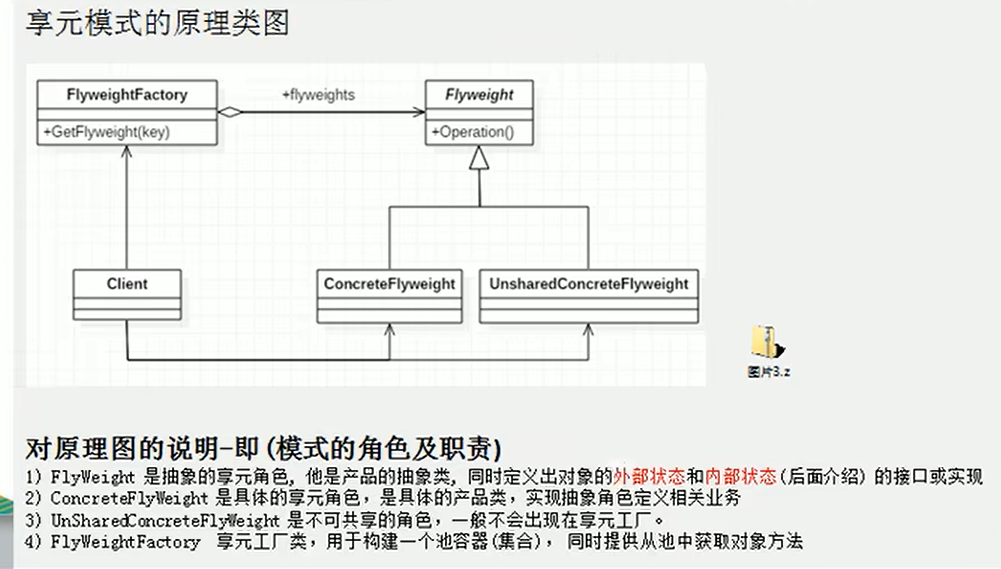 享元模式的原理类图
FlyweightFactory
+flyweights
Flyweight
+GetFlyweight(key)
+Operation()
Client
ConcreteFlyweight
UnsharedConcreteFlyweight
图片3.z
对原理图的说明-即(模式的角色及职责)
1) FlyWeight 是抽象的享元角色, 他是产品的抽象类, 同时定义出对象的外部状态和内部状态(后面介绍) 的接口或实现
2) ConcreteFlyWeight 是具体的享元角色，是具体的产品类，实现抽象角色定义相关业务
3) UnSharedConcreteFlyWeight 是不可共享的角色，一般不会出现在享元工厂。
4) FlyWeightFactory 享元工厂类，用于构建一个池容器(集合)， 同时提供从池中获取对象方法